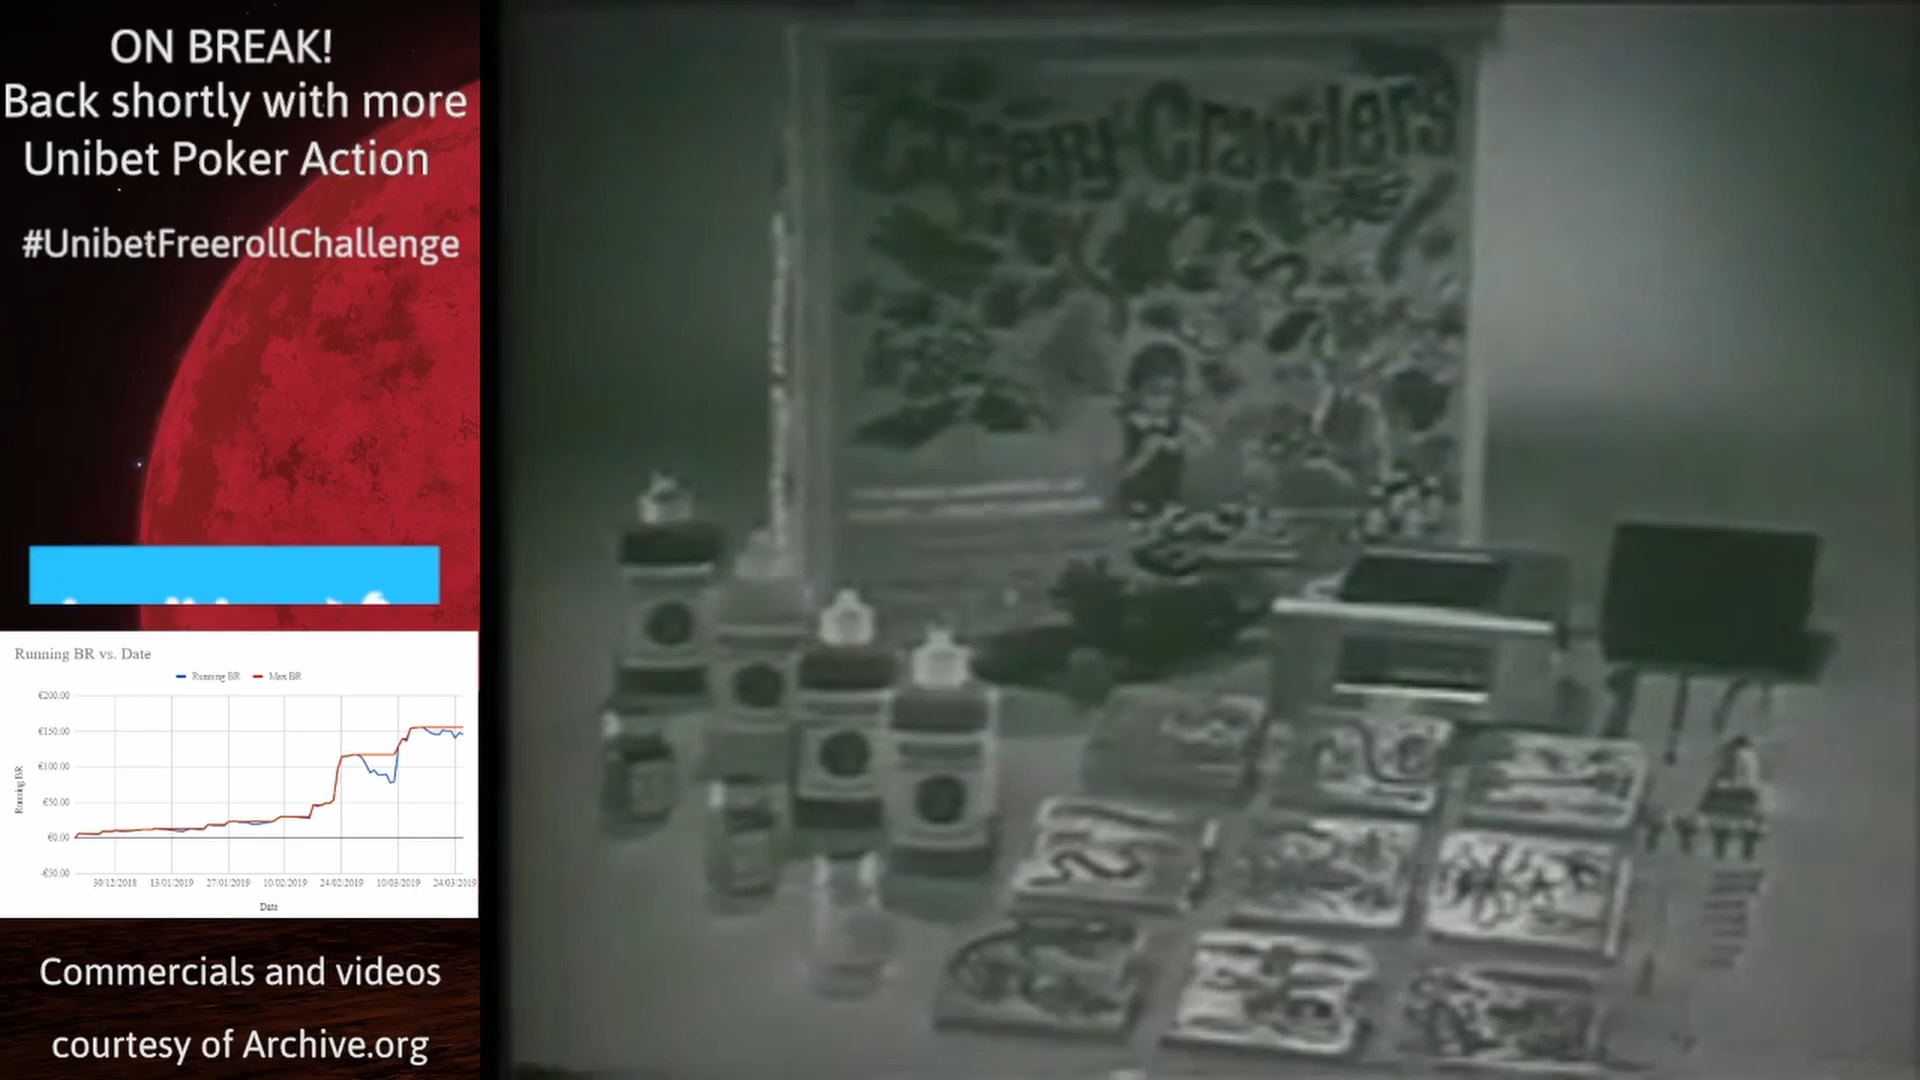 ON BREAK!
Back shortly with more
Unibet Poker Action
#UnibetFreerollChallenge
Running BR vs. Date
Running BR
Max BR
€200.00
€150.00
€100.00
€50.00
€0.00
-€50.00
Running BR
30/12/2018
13/01/2019
27/01/2019
10/02/2019
24/02/2019
10/03/2019
24/03/2019
Date
Commercials and videos
courtesy of Archive.org
Creepy Crawlers